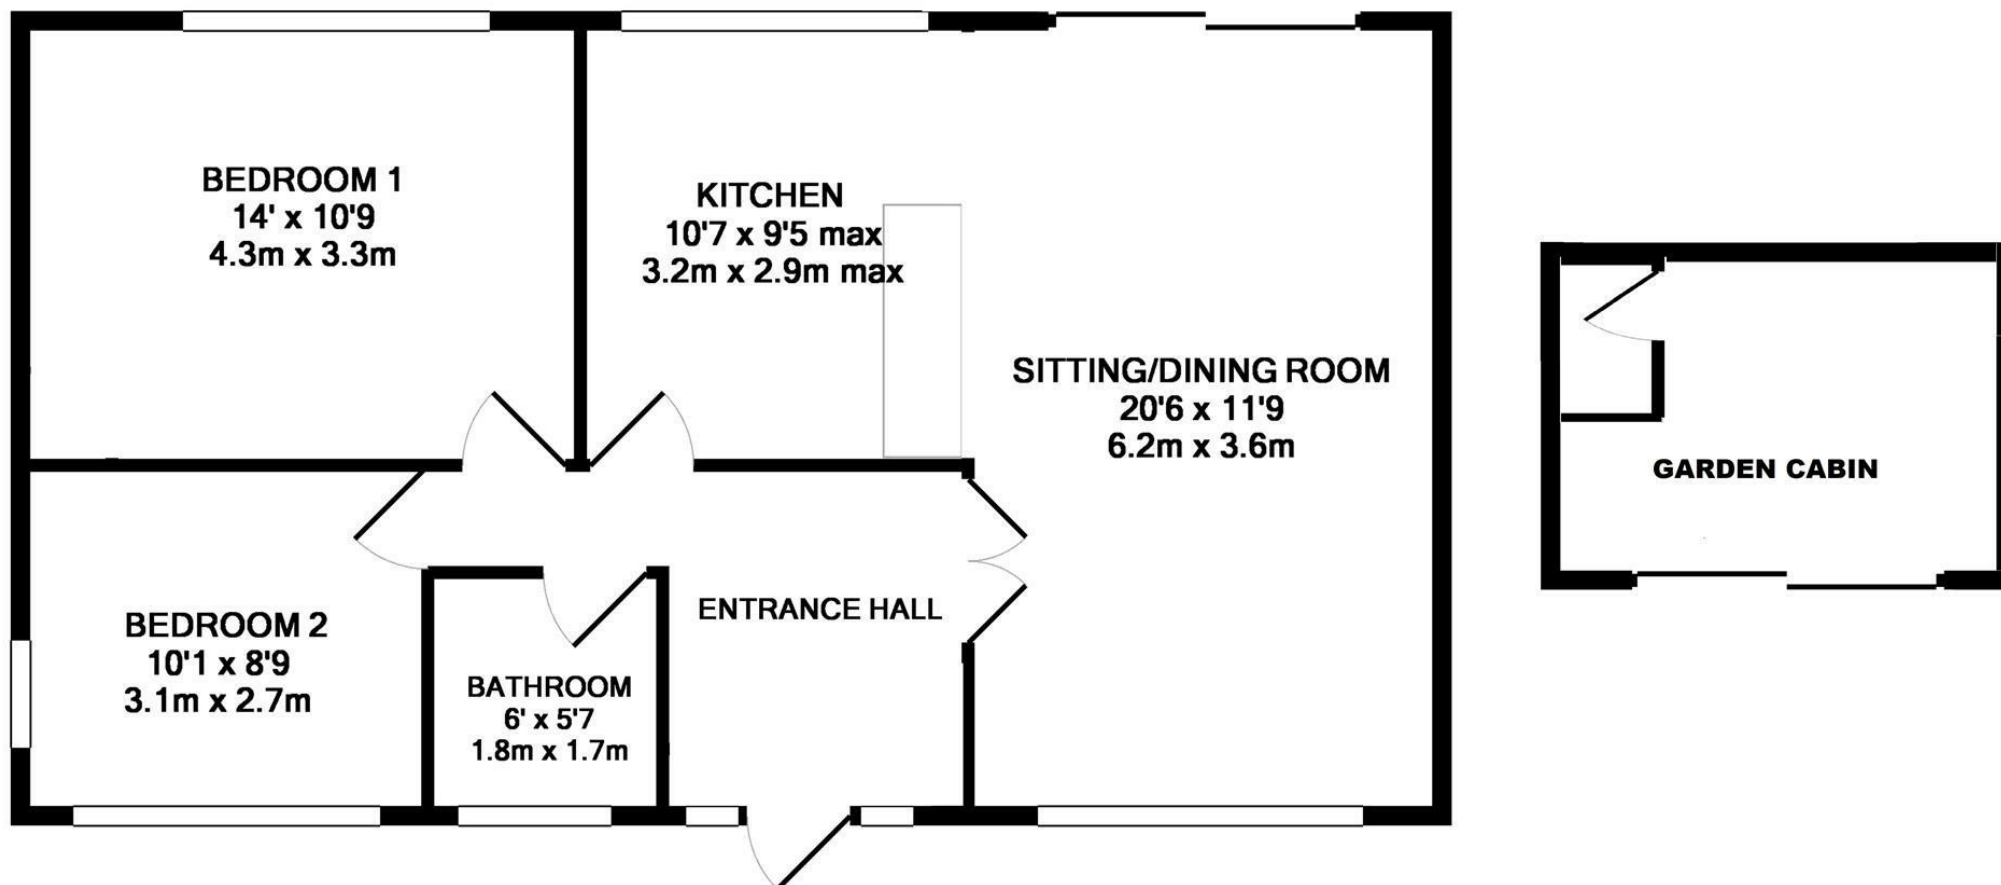 BEDROOM 1
14' x 10'9
4.3m x 3.3m
KITCHEN
10'7 x 9'5 max
3.2m x 2.9m max
SITTING/DINING ROOM
20'6 x 11'9
6.2m x 3.6m
GARDEN CABIN
BEDROOM 2
10'1 x 8'9
3.1m x 2.7m
BATHROOM
6' x 5'7
1.8m x 1.7m
ENTRANCE HALL